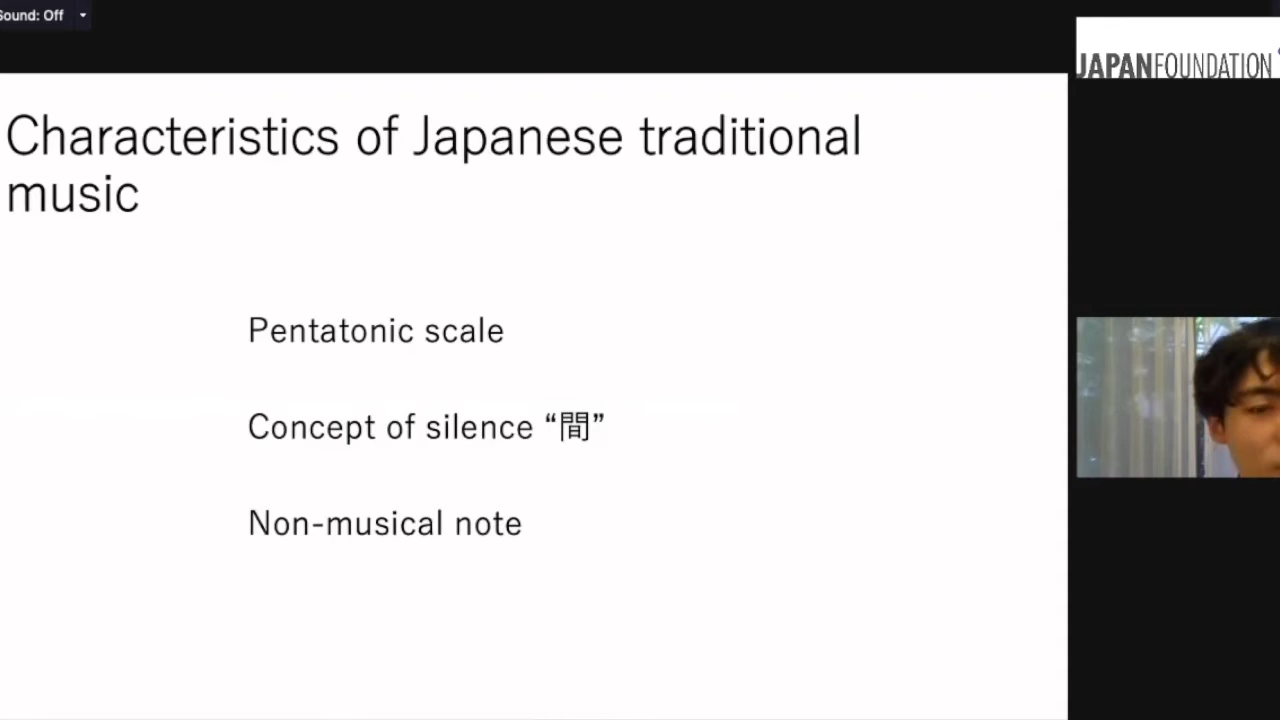 Sound: Off
JAPANFOUNDATION
Characteristics of Japanese traditional
music
Pentatonic scale
Concept of silence “間”
Non-musical note